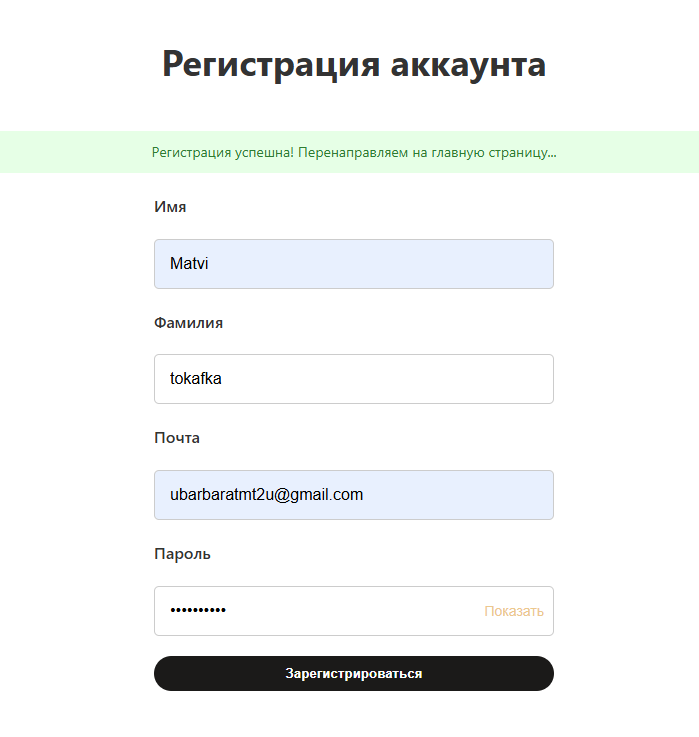 Регистрация аккаунта
Регистрация успешна! Перенаправляем на главную страницу...
Имя
Matvi
Фамилия
tokafka
Почта
ubarbaratmt2u@gmail.com
Пароль
•••••••••• Показать
Зарегистрироваться